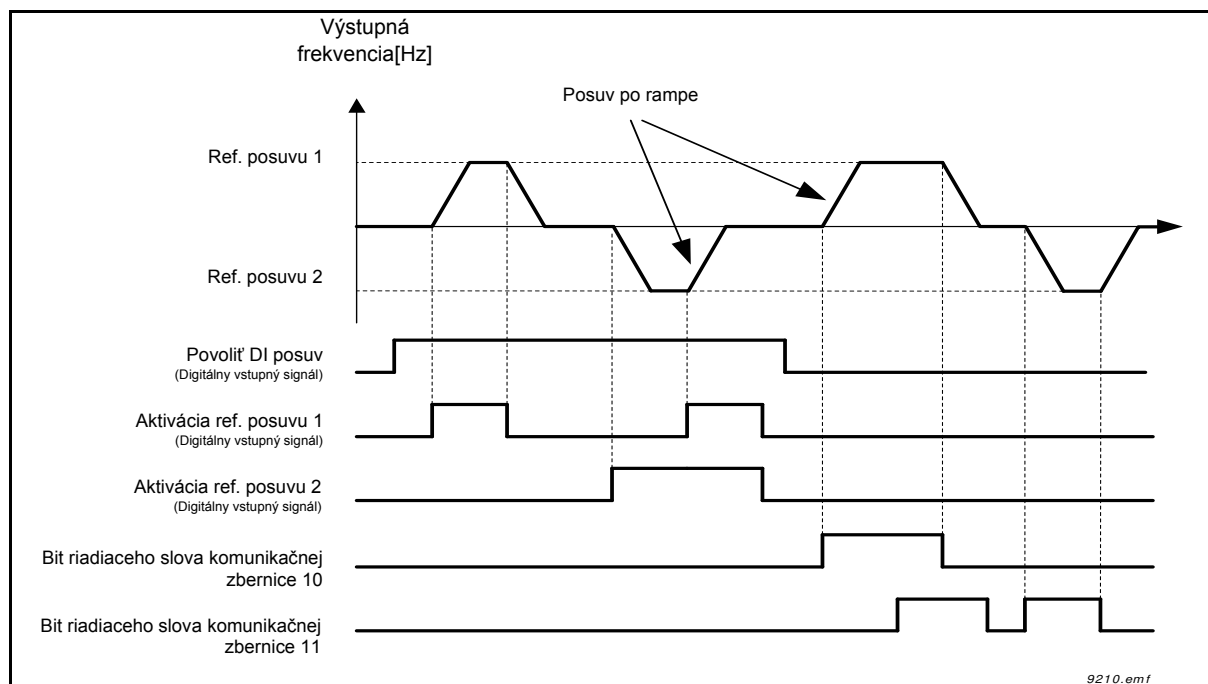 Výstupná
frekvencia[Hz]
Posuv po rampe
Ref. posuvu 1
Ref. posuvu 2
Povoliť DI posuv
(Digitálny vstupný signál)
Aktivácia ref. posuvu 1
(Digitálny vstupný signál)
Aktivácia ref. posuvu 2
(Digitálny vstupný signál)
Bit riadiaceho slova komunikačnej
zbernice 10
Bit riadiaceho slova komunikačnej
zbernice 11
9210.emf